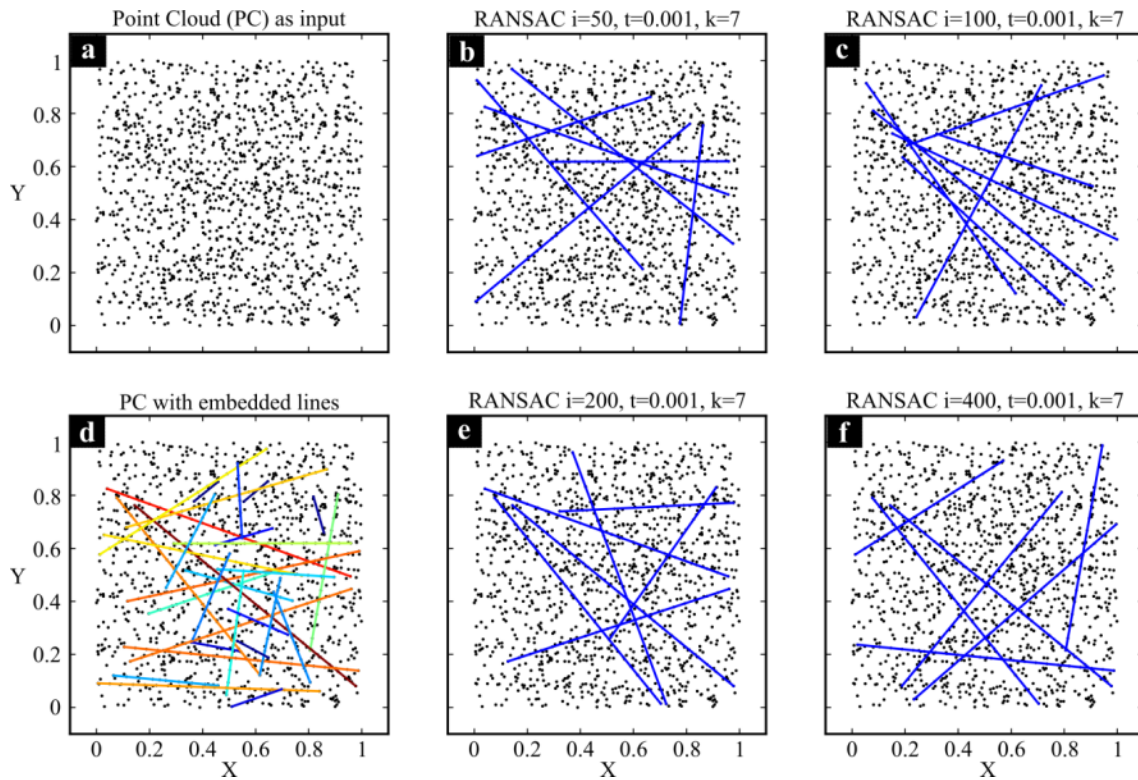 Point Cloud (PC) as input
RANSAC i=50, t=0.001, k=7
RANSAC i=100, t=0.001, k=7
a
b
c
1
0.8
0.6
Y
0.4
0.2
0
PC with embedded lines
RANSAC i=200, t=0.001, k=7
RANSAC i=400, t=0.001, k=7
d
e
f
1
0.8
0.6
Y
0.4
0.2
0
0 0.2 0.4 0.6 0.8 1
0 0.2 0.4 0.6 0.8 1
0 0.2 0.4 0.6 0.8 1
X
X
X